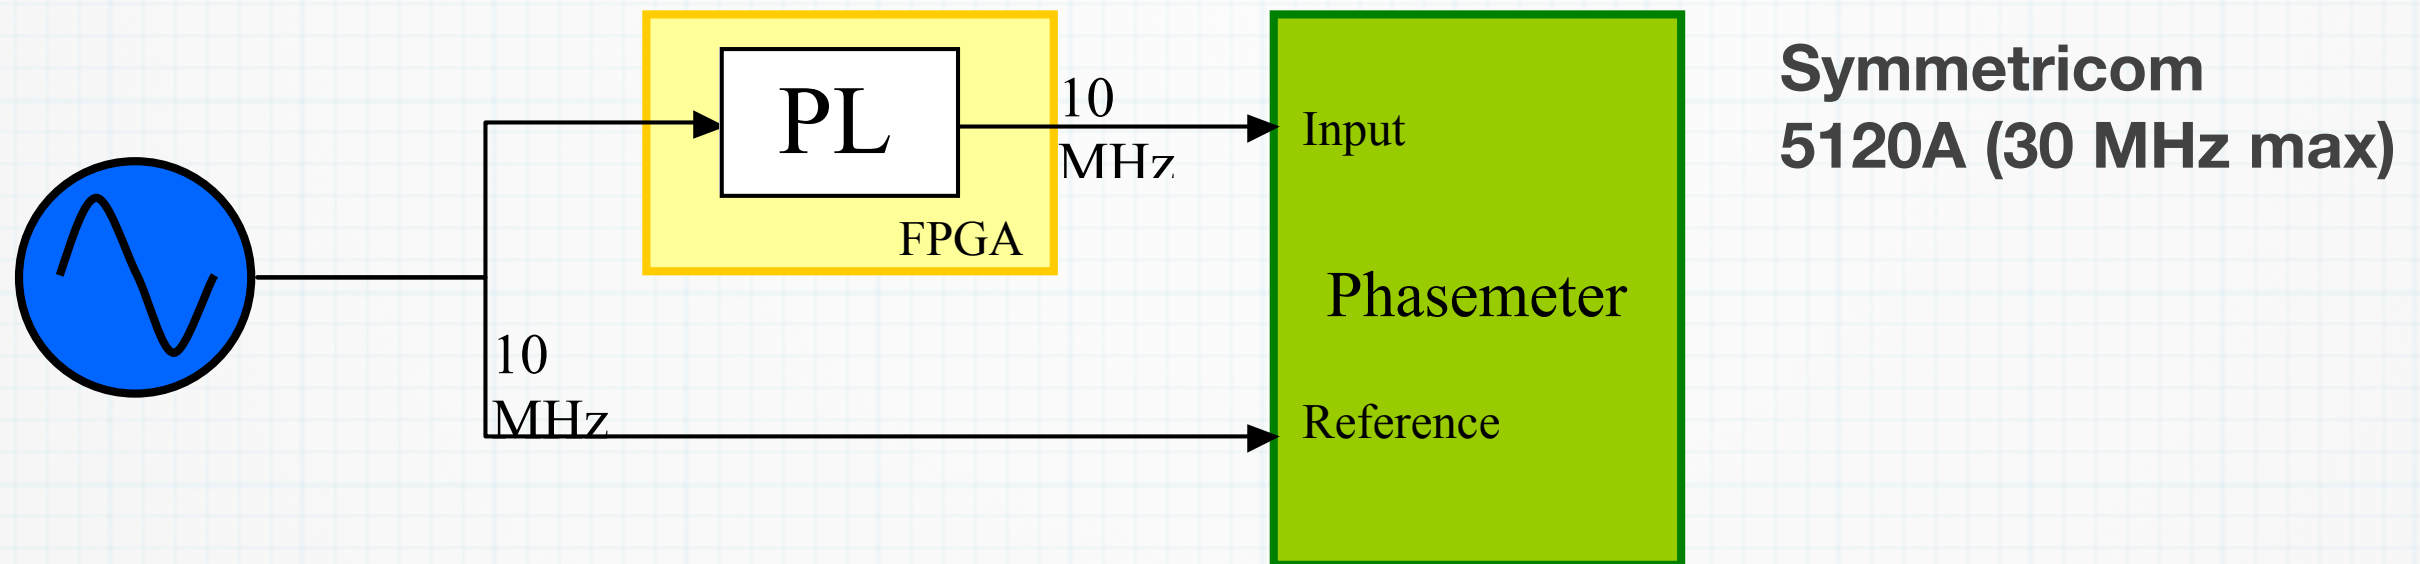 PL
FPGA
10
MHz
Input
Phasemeter
10
MHz
Reference
Symmetricom
5120A (30 MHz max)